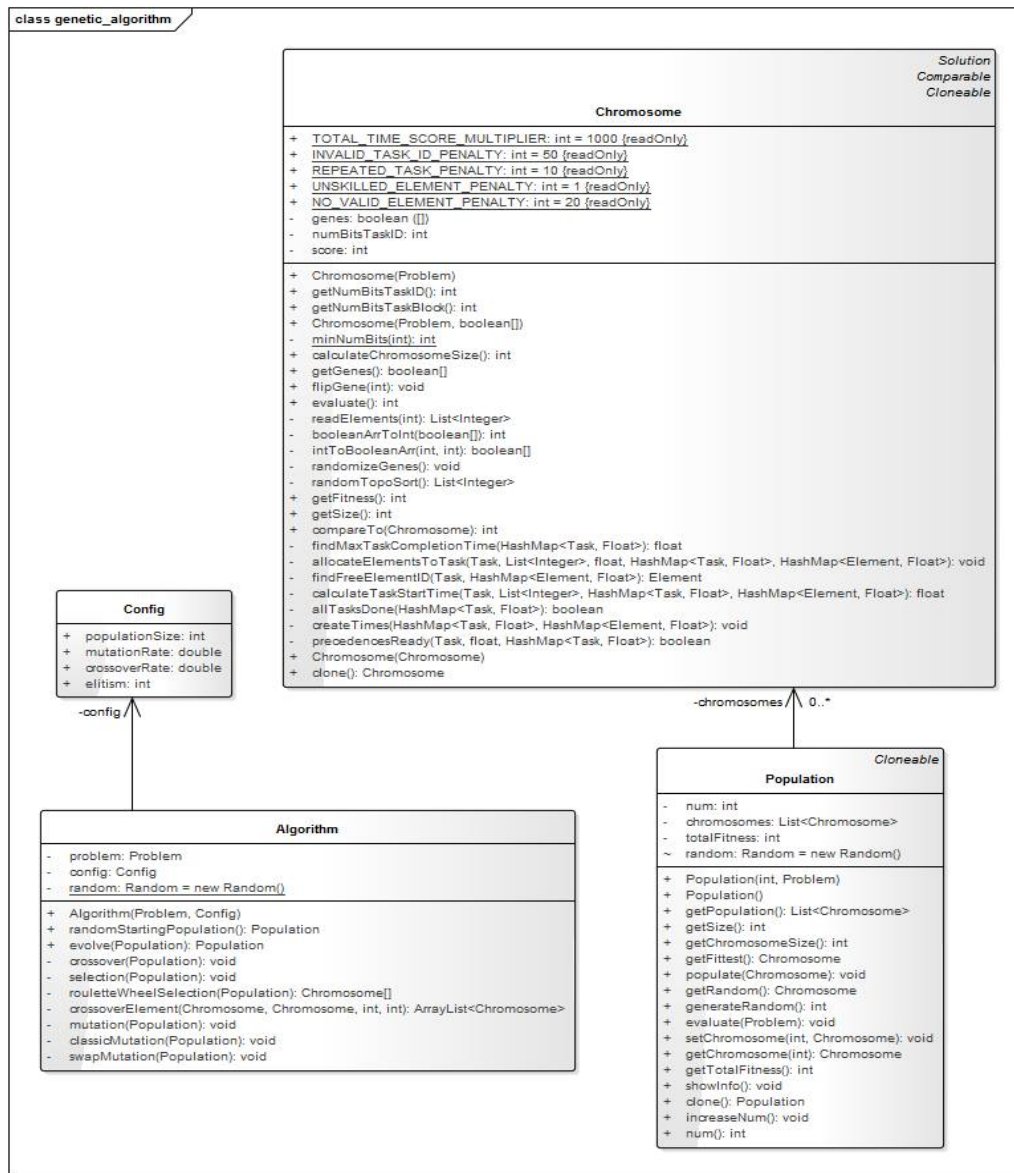 class genetic_algorithm
Solution
Comparable
Cloneable
Chromosome
+ TOTAL_TIME_SCORE_MULTIPLIER: int = 1000 {readOnly}
+ INVALID_TASK_ID_PENALTY: int = 50 {readOnly}
+ REPEATED_TASK_PENALTY: int = 10 {readOnly}
+ UNSKILLED_ELEMENT_PENALTY: int = 1 {readOnly}
+ NO_VALID_ELEMENT_PENALTY: int = 20 {readOnly}
- genes: boolean ([])
- numBitsTaskID: int
- score: int
+ Chromosome(Problem)
+ getNumBitsTaskID(): int
+ getNumBitsTaskBlock(): int
+ Chromosome(Problem, boolean[])
- minNumBits(int): int
+ calculateChromosomeSize(): int
+ getGenes(): boolean[]
+ flipGene(int): void
+ evaluate(): int
- readElements(int): List<Integer>
- booleanArrToInt(boolean[]): int
- intToBooleanArr(int, int): boolean[]
- randomizeGenes(): void
- randomTopoSort(): List<Integer>
+ getFitness(): int
+ getSize(): int
+ compareTo(Chromosome): int
- findMaxTaskCompletionTime(HashMap<Task, Float>): float
- allocateElementsToTask(Task, List<Integer>, float, HashMap<Task, Float>, HashMap<Element, Float>): void
- findFreeElementID(Task, HashMap<Element, Float>): Element
- calculateTaskStartTime(Task, List<Integer>, HashMap<Task, Float>, HashMap<Element, Float>): float
- allTasksDone(HashMap<Task, Float>): boolean
- createTimes(HashMap<Task, Float>, HashMap<Element, Float>): void
- precedencesReady(Task, float, HashMap<Task, Float>): boolean
+ Chromosome(Chromosome)
+ clone(): Chromosome
Config
+ populationSize: int
+ mutationRate: double
+ crossoverRate: double
+ elitism: int
-config
-chromosomes 0..*
Algorithm
- problem: Problem
- config: Config
- random: Random = new Random()
+ Algorithm(Problem, Config)
+ randomStartingPopulation(): Population
+ evolve(Population): Population
- crossover(Population): void
- selection(Population): void
- rouletteWheelSelection(Population): Chromosome[]
- crossoverElement(Chromosome, Chromosome, int, int): ArrayList<Chromosome>
- mutation(Population): void
- classicMutation(Population): void
- swapMutation(Population): void
Cloneable
Population
- num: int
- chromosomes: List<Chromosome>
- totalFitness: int
~ random: Random = new Random()
+ Population(int, Problem)
+ Population()
+ getPopulation(): List<Chromosome>
+ getSize(): int
+ getChromosomeSize(): int
+ getFittest(): Chromosome
+ populate(Chromosome): void
+ getRandom(): Chromosome
+ generateRandom(): int
+ evaluate(Problem): void
+ setChromosome(int, Chromosome): void
+ getChromosome(int): Chromosome
+ getTotalFitness(): int
+ showInfo(): void
+ clone(): Population
+ increaseNum(): void
+ num(): int